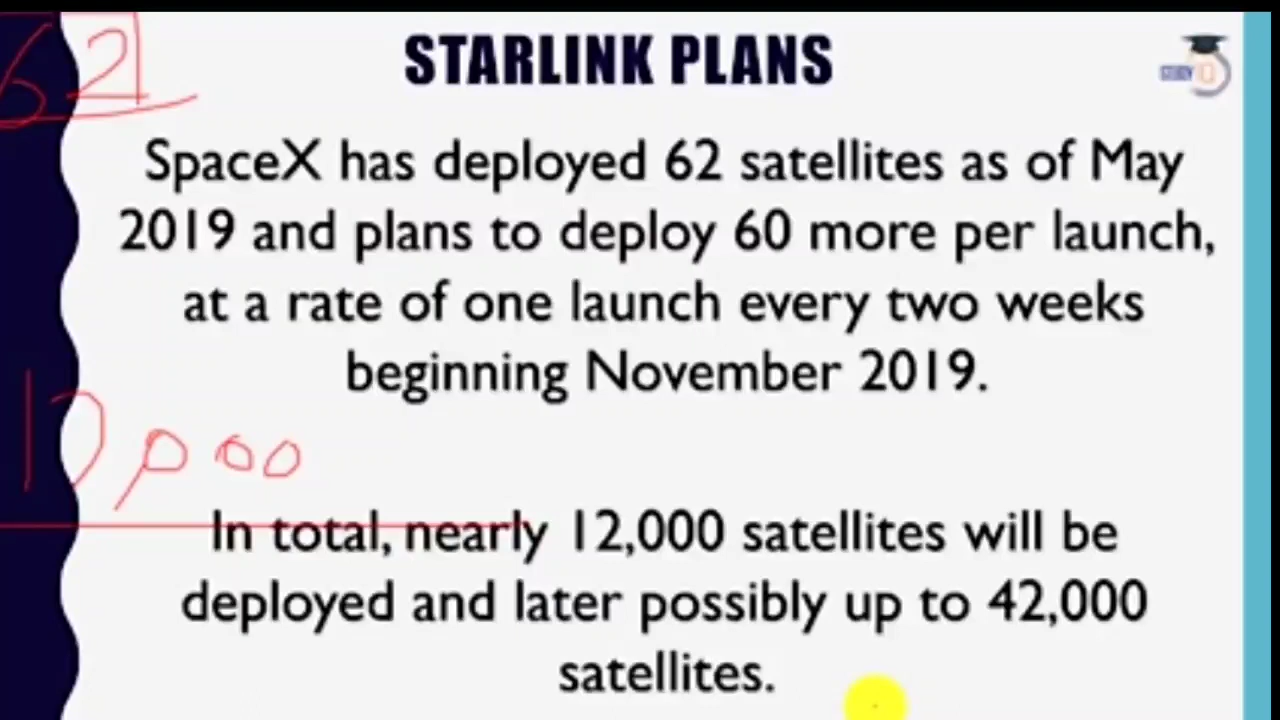 62
STARLINK PLANS
STUDY IQ
SpaceX has deployed 62 satellites as of May
2019 and plans to deploy 60 more per launch,
at a rate of one launch every two weeks
beginning November 2019.
In total, nearly 12,000 satellites will be
deployed and later possibly up to 42,000
satellites.